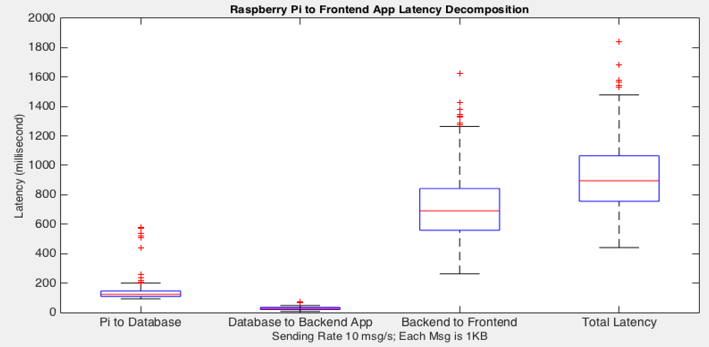 Raspberry Pi to Frontend App Latency Decomposition
2000
1800
1600
1400
1200
1000
800
600
400
200
0
Latency (millisecond)
Pi to Database
Database to Backend App
Backend to Frontend
Total Latency
Sending Rate 10 msg/s; Each Msg is 1KB